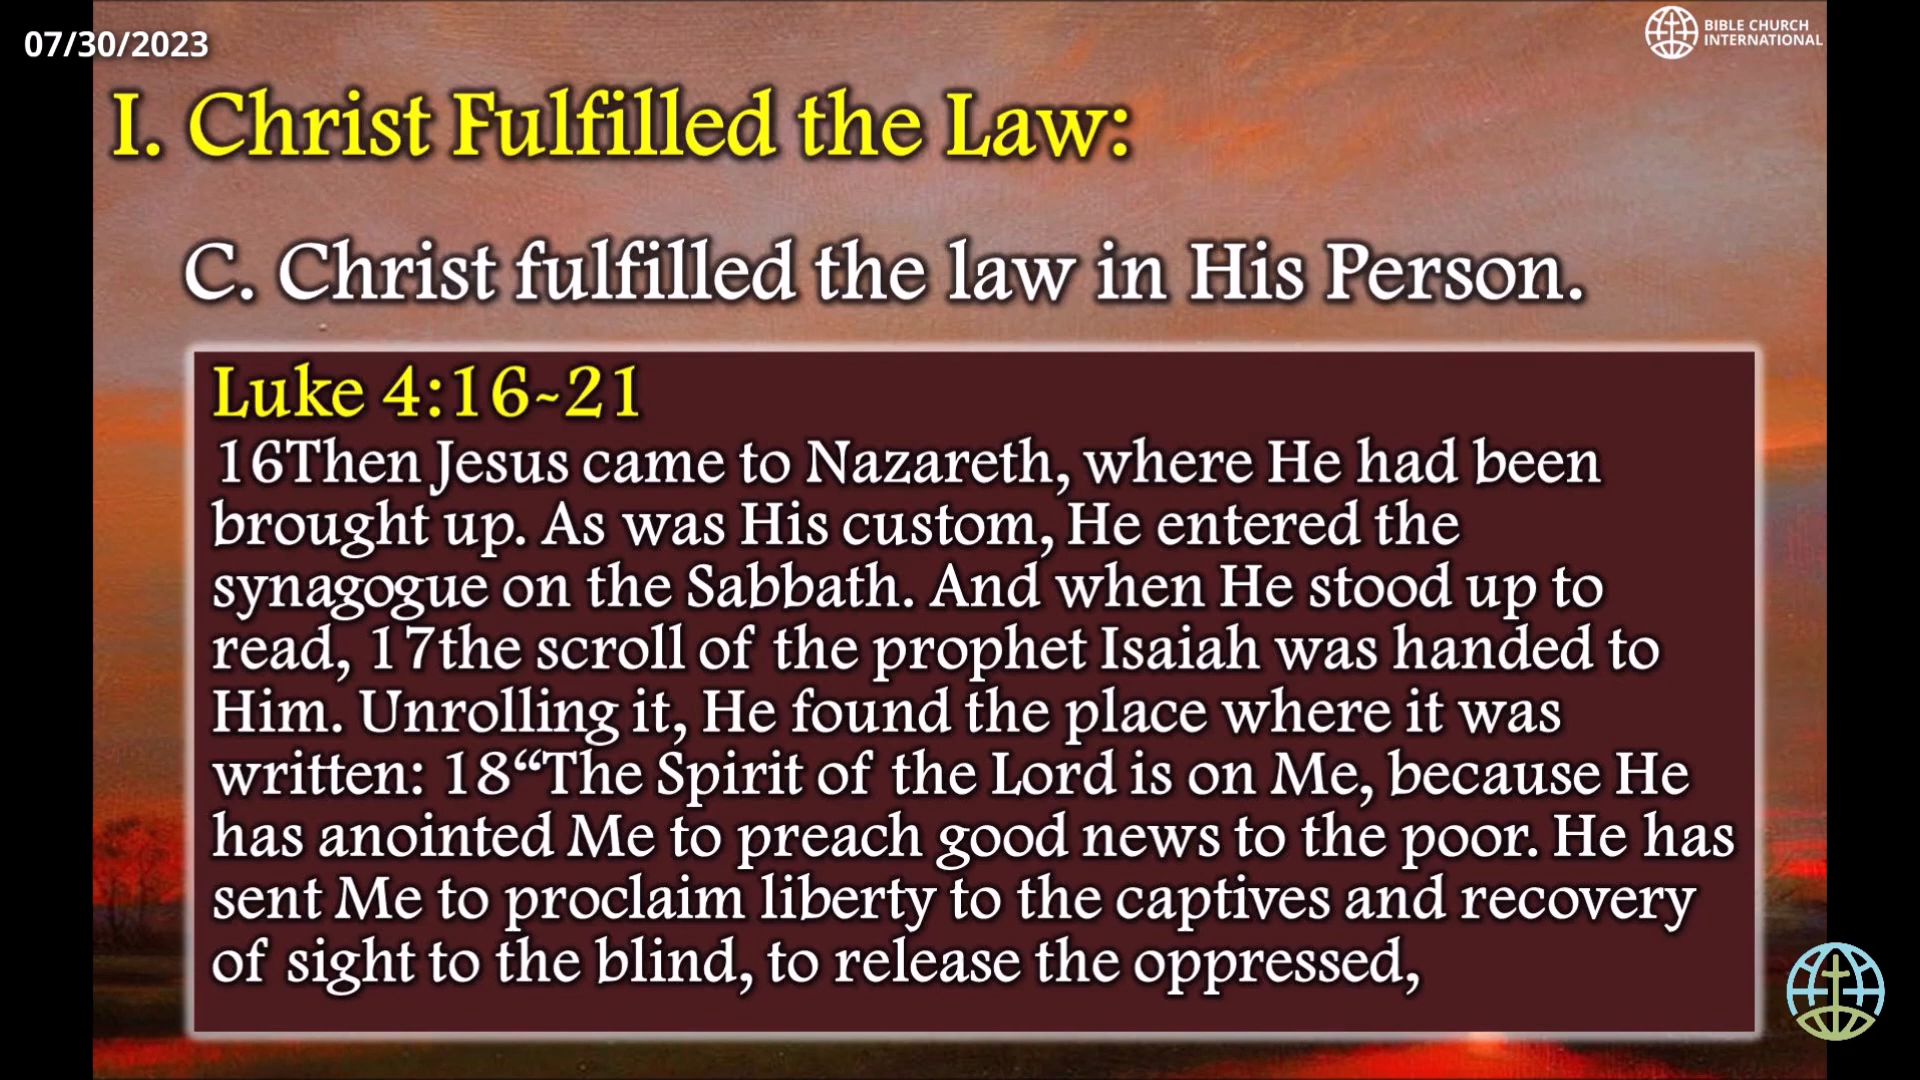 07/30/2023
BIBLE CHURCH
INTERNATIONAL
I. Christ Fulfilled the Law:
C. Christ fulfilled the law in His Person.
Luke 4:16~21
16Then Jesus came to Nazareth, where He had been
brought up. As was His custom, He entered the
synagogue on the Sabbath. And when He stood up to
read, 17the scroll of the prophet Isaiah was handed to
Him. Unrolling it, He found the place where it was
written: 18“The Spirit of the Lord is on Me, because He
has anointed Me to preach good news to the poor. He has
sent Me to proclaim liberty to the captives and recovery
of sight to the blind, to release the oppressed,